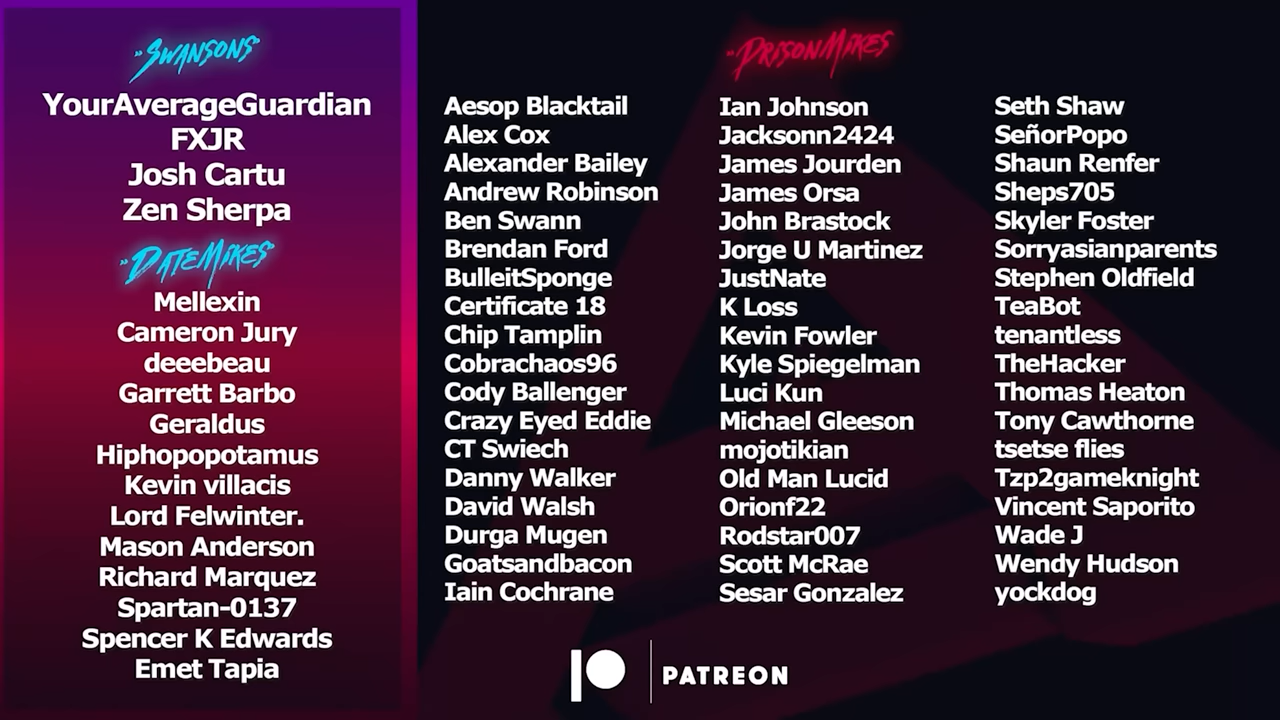 Swansons
YourAverageGuardian
FXJR
Josh Cartu
Zen Sherpa
DateMikes
Mellexin
Cameron Jury
deeebeau
Garrett Barbo
Geraldus
Hiphopopotamus
Kevin villacis
Lord Felwinter.
Mason Anderson
Richard Marquez
Spartan-0137
Spencer K Edwards
Emet Tapia
PrisonMikes
Aesop Blacktail
Alex Cox
Alexander Bailey
Andrew Robinson
Ben Swann
Brendan Ford
BulleitSponge
Certificate 18
Chip Tamplin
Cobrachaos96
Cody Ballenger
Crazy Eyed Eddie
CT Swiech
Danny Walker
David Walsh
Durga Mugen
Goatsandbacon
Iain Cochrane
Ian Johnson
Jacksonn2424
James Jourden
James Orsa
John Brastock
Jorge U Martinez
JustNate
K Loss
Kevin Fowler
Kyle Spiegelman
Luci Kun
Michael Gleeson
mojotikian
Old Man Lucid
Orionf22
Rodstar007
Scott McRae
Sesar Gonzalez
Seth Shaw
SeñorPopo
Shaun Renfer
Sheps705
Skyler Foster
Sorryasianparents
Stephen Oldfield
TeaBot
tenantless
TheHacker
Thomas Heaton
Tony Cawthorne
tsetse flies
Tzp2gameknight
Vincent Saporito
Wade J
Wendy Hudson
yockdog
PATREON